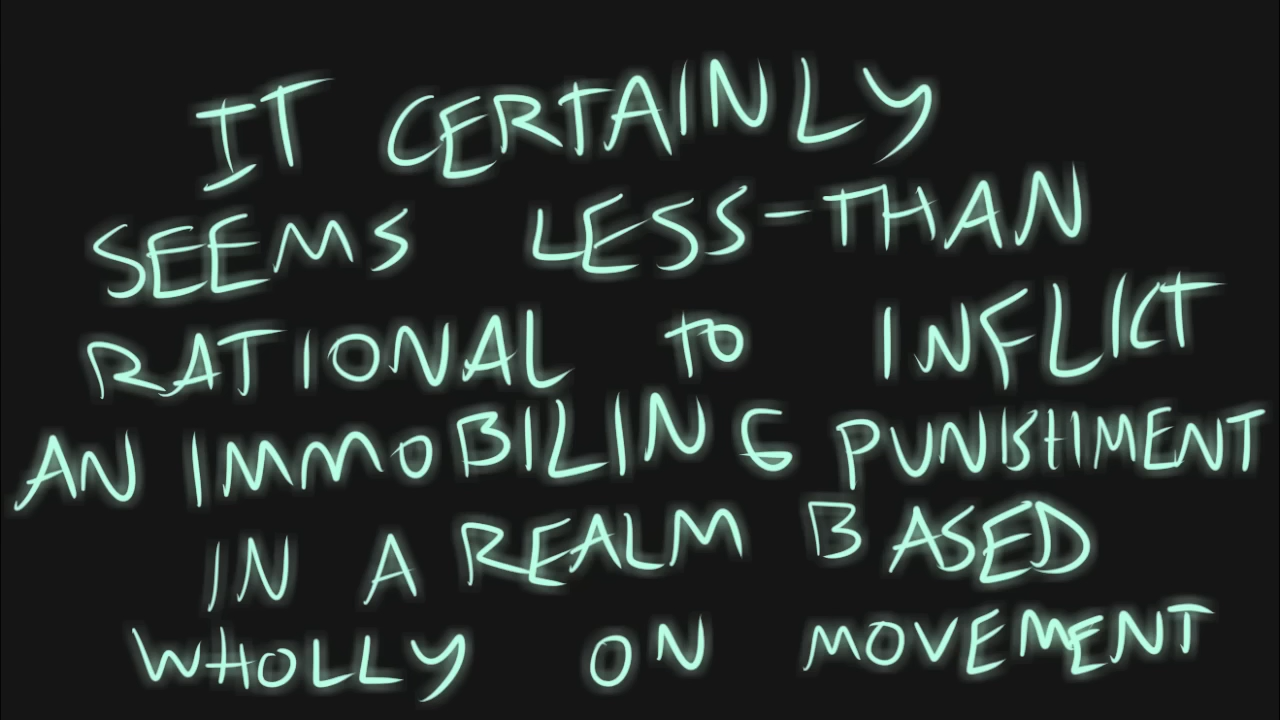 IT CERTAINLY
SEEMS LESS-THAN
RATIONAL to INFLICT
AN IMMOBILING PUNISHMENT
IN A REALM BASED
WHOLLY ON MOVEMENT